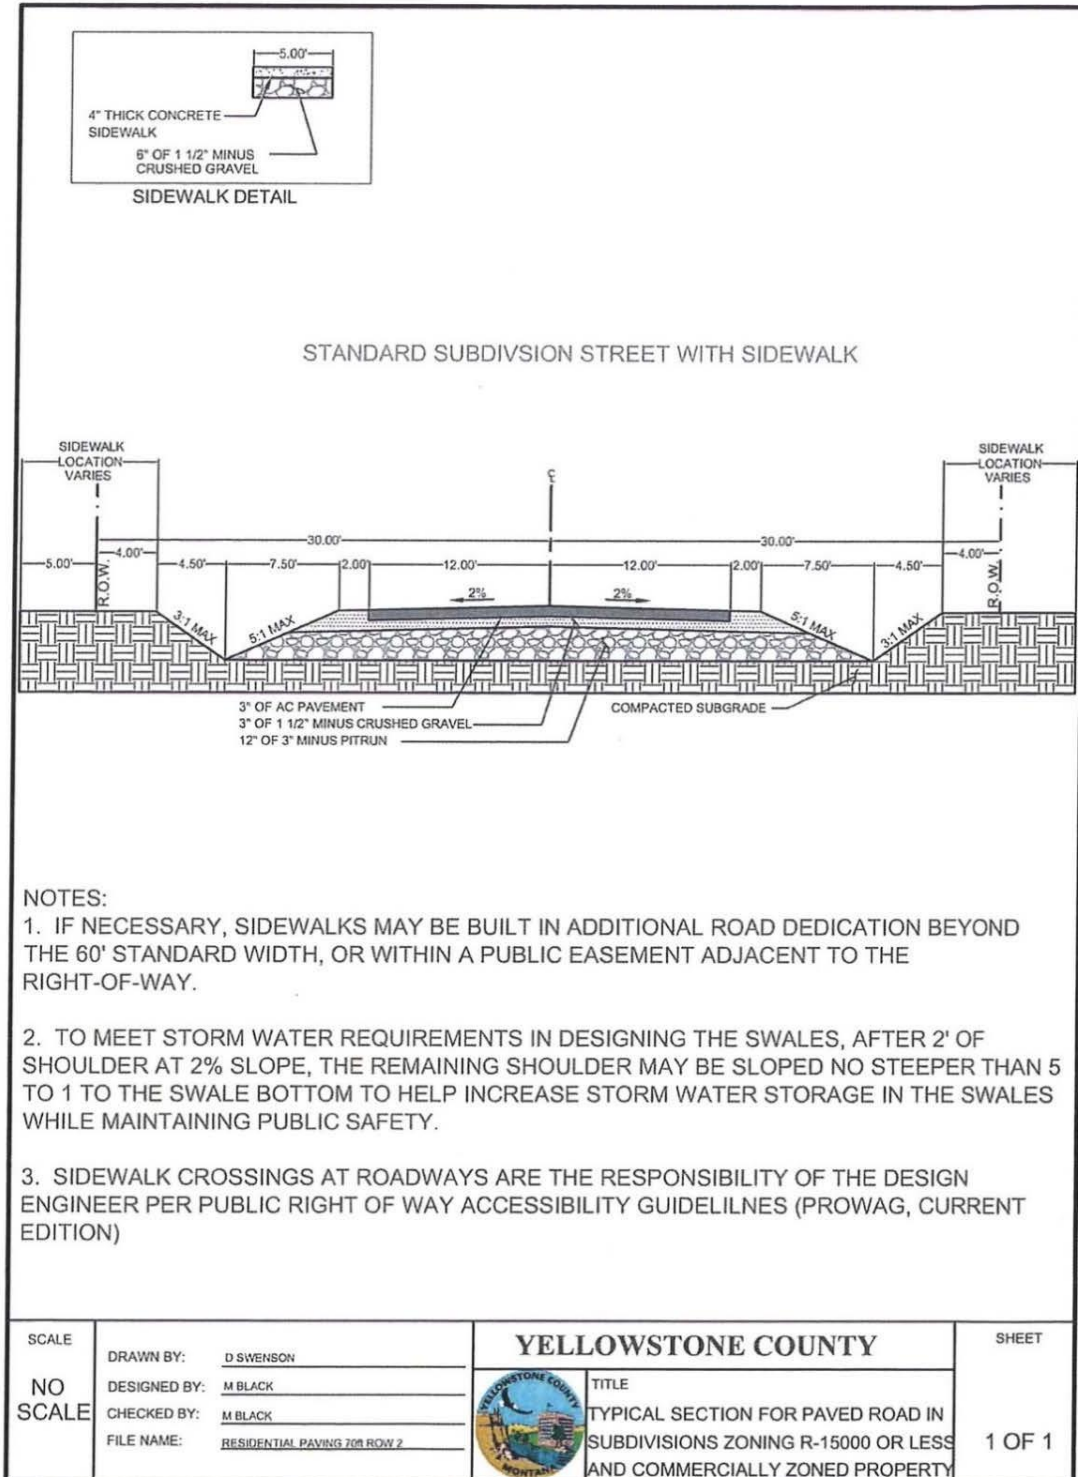 5.00'
4" THICK CONCRETE
SIDEWALK
6" OF 1 1/2" MINUS
CRUSHED GRAVEL
SIDEWALK DETAIL
STANDARD SUBDIVSION STREET WITH SIDEWALK
SIDEWALK
LOCATION
VARIES
SIDEWALK
LOCATION
VARIES
℄
30.00'
30.00'
5.00'
R.O.W.
4.00'
4.50'
7.50'
2.00'
12.00'
12.00'
2.00'
7.50'
4.50'
4.00'
R.O.W.
2%
2%
3:1 MAX
5:1 MAX
5:1 MAX
3:1 MAX
3" OF AC PAVEMENT
3" OF 1 1/2" MINUS CRUSHED GRAVEL
12" OF 3" MINUS PITRUN
COMPACTED SUBGRADE
NOTES:
1. IF NECESSARY, SIDEWALKS MAY BE BUILT IN ADDITIONAL ROAD DEDICATION BEYOND
THE 60' STANDARD WIDTH, OR WITHIN A PUBLIC EASEMENT ADJACENT TO THE
RIGHT-OF-WAY.
2. TO MEET STORM WATER REQUIREMENTS IN DESIGNING THE SWALES, AFTER 2' OF
SHOULDER AT 2% SLOPE, THE REMAINING SHOULDER MAY BE SLOPED NO STEEPER THAN 5
TO 1 TO THE SWALE BOTTOM TO HELP INCREASE STORM WATER STORAGE IN THE SWALES
WHILE MAINTAINING PUBLIC SAFETY.
3. SIDEWALK CROSSINGS AT ROADWAYS ARE THE RESPONSIBILITY OF THE DESIGN
ENGINEER PER PUBLIC RIGHT OF WAY ACCESSIBILITY GUIDELILNES (PROWAG, CURRENT
EDITION)
SCALE
NO
SCALE
DRAWN BY: D SWENSON
DESIGNED BY: M BLACK
CHECKED BY: M BLACK
FILE NAME: RESIDENTIAL PAVING 70ft ROW 2
YELLOWSTONE COUNTY
YELLOWSTONE COUNTY
MONTANA
TITLE
TYPICAL SECTION FOR PAVED ROAD IN
SUBDIVISIONS ZONING R-15000 OR LESS
AND COMMERCIALLY ZONED PROPERTY
SHEET
1 OF 1